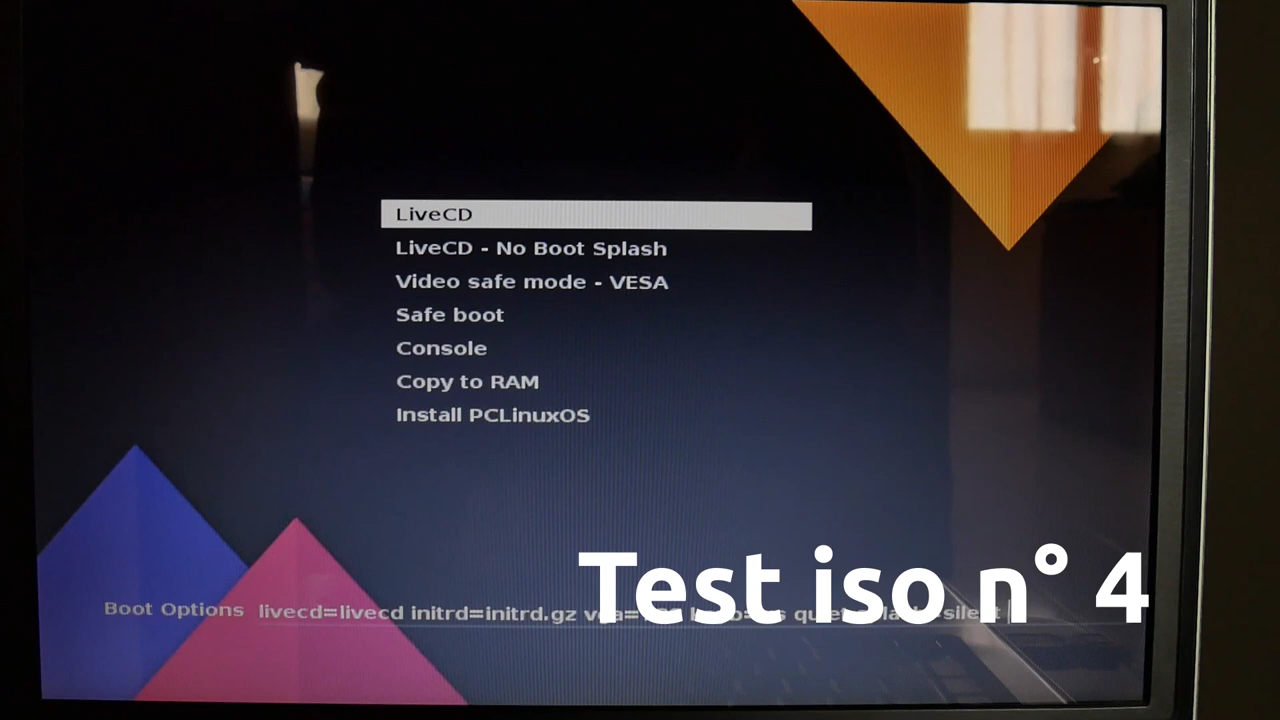 LiveCD
LiveCD - No Boot Splash
Video safe mode - VESA
Safe boot
Console
Copy to RAM
Install PCLinuxOS
Test iso n° 4
Boot Options livecd=livecd initrd=initrd.gz